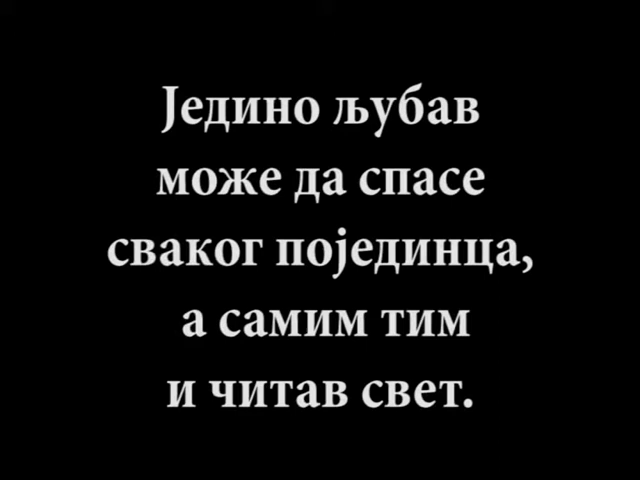 Једино љубав
може да спасе
сваког појединца,
а самим тим
и читав свет.